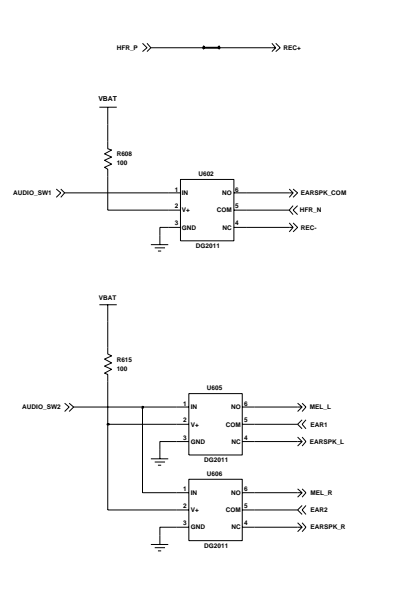 HFR_P REC+
VBAT
R608
100
U602
AUDIO_SW1 1 IN NO 6 EARSPK_COM
2 V+ COM 5 HFR_N
3 GND NC 4 REC-
DG2011
VBAT
R615
100
U605
AUDIO_SW2 1 IN NO 6 MEL_L
2 V+ COM 5 EAR1
3 GND NC 4 EARSPK_L
DG2011
U606
1 IN NO 6 MEL_R
2 V+ COM 5 EAR2
3 GND NC 4 EARSPK_R
DG2011